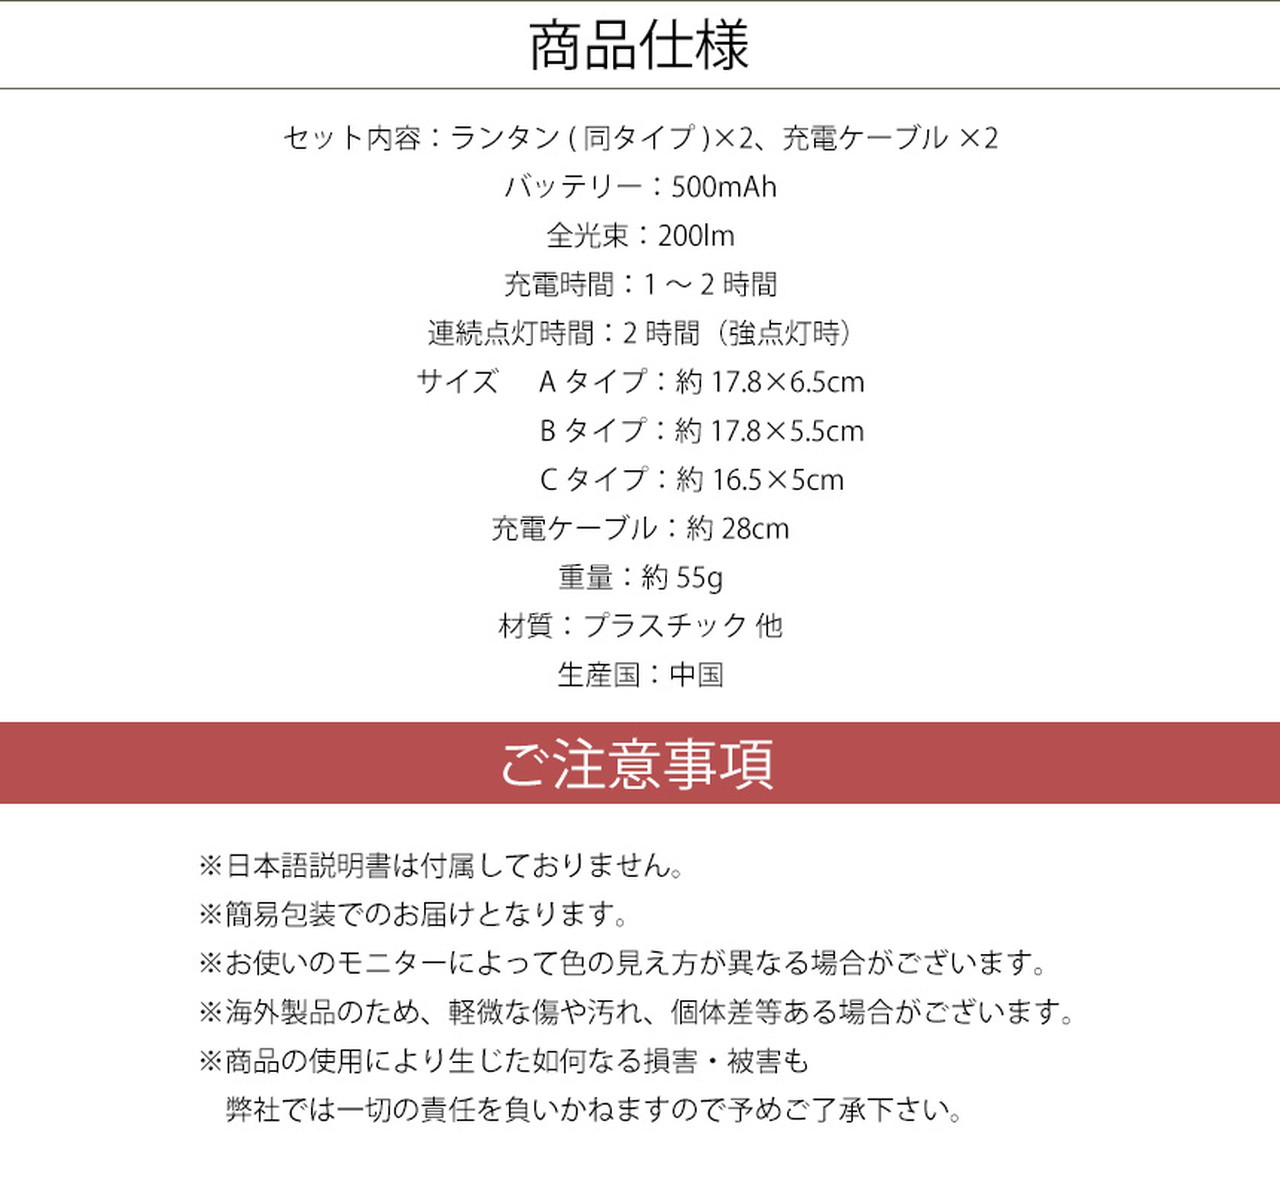 商品仕様
セット内容：ランタン ( 同タイプ )×2、充電ケーブル ×2
バッテリー：500mAh
全光束：200lm
充電時間：1 ～ 2 時間
連続点灯時間：2 時間（強点灯時）
サイズ　A タイプ：約 17.8×6.5cm
B タイプ：約 17.8×5.5cm
C タイプ：約 16.5×5cm
充電ケーブル：約 28cm
重量：約 55g
材質：プラスチック 他
生産国：中国
ご注意事項
※日本語説明書は付属しておりません。
※簡易包装でのお届けとなります。
※お使いのモニターによって色の見え方が異なる場合がございます。
※海外製品のため、軽微な傷や汚れ、個体差等ある場合がございます。
※商品の使用により生じた如何なる損害・被害も
弊社では一切の責任を負いかねますので予めご了承下さい。